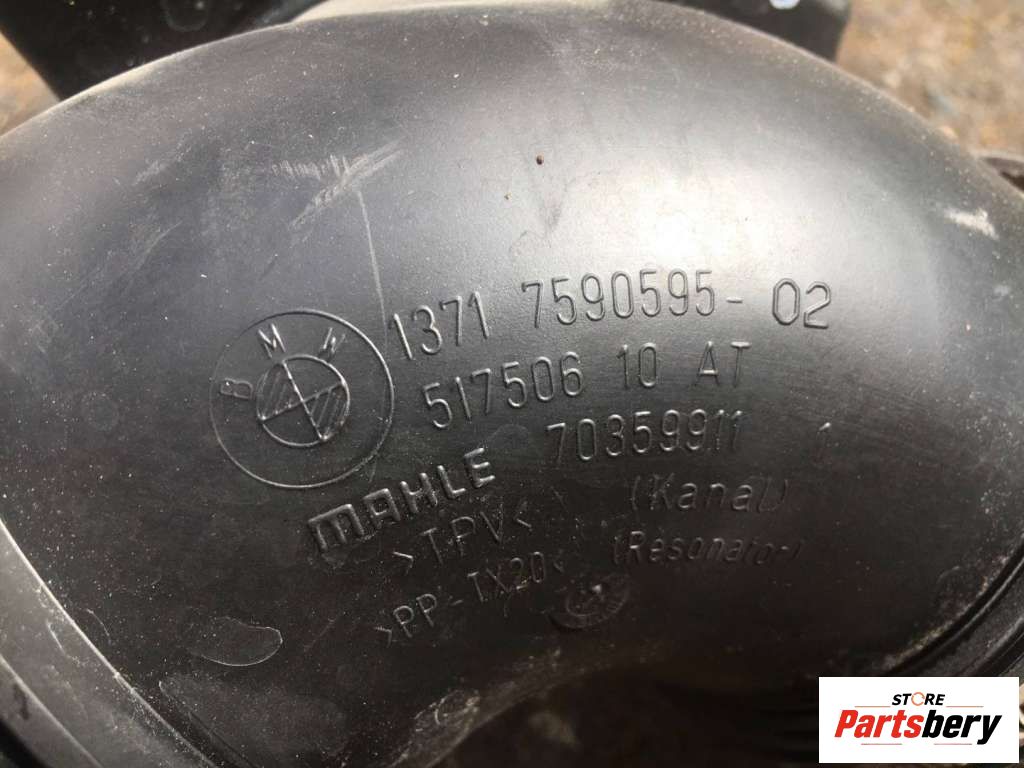 BMW
1371 7590595-02
517506 10 AT
MAHLE 70359911 1
>TPV< (Kanal)
>PP-TX20< (Resonator)
STORE
Partsbery